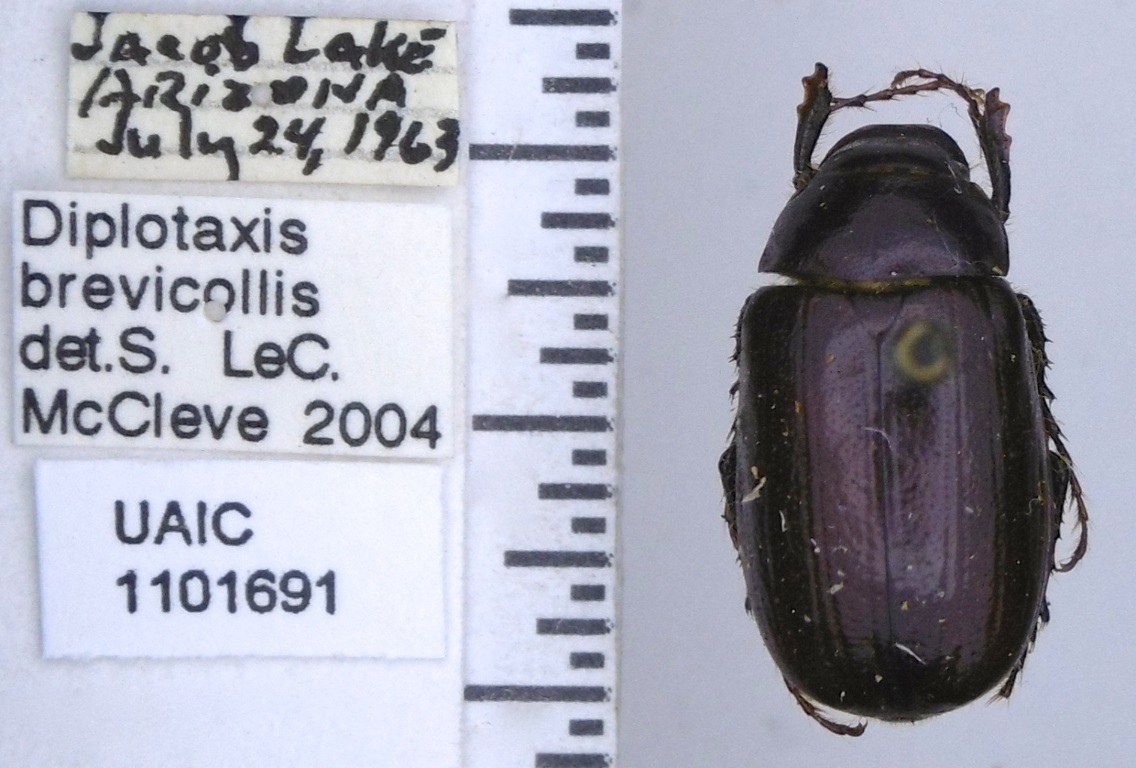 Jacob Lake
ARizONA
July 24, 1963
Diplotaxis
brevicollis
det.S. LeC.
McCleve 2004
UAIC
1101691